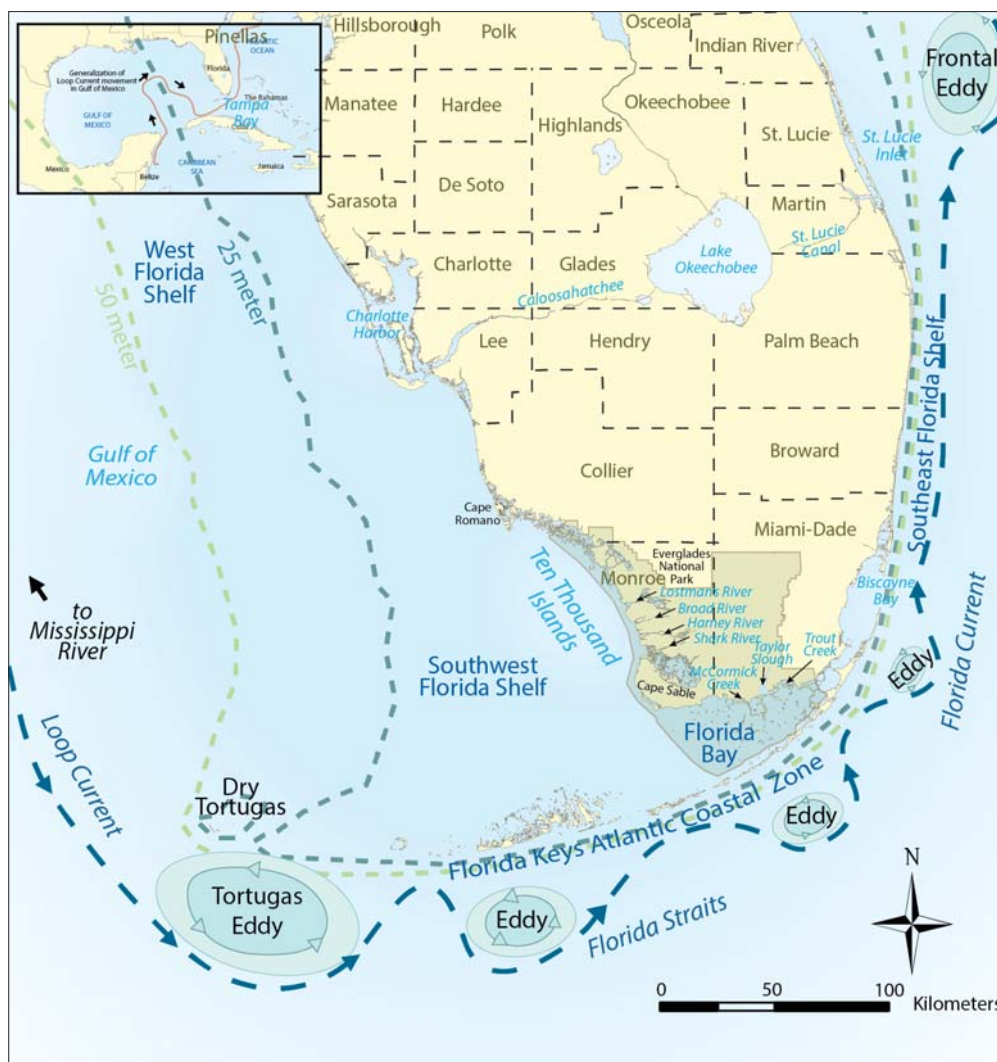 Hillsborough
Polk
Osceola
Indian River
Pinellas
ATLANTIC
OCEAN
Generalization of
Loop Current movement
in Gulf of Mexico
Florida
GULF OF
MEXICO
The Bahamas
Tampa
Bay
Cuba
Mexico
Belize
CARIBBEAN
SEA
Jamaica
Frontal
Eddy
Manatee
Hardee
Highlands
Okeechobee
St. Lucie
St. Lucie
Inlet
Sarasota
De Soto
Martin
St. Lucie
Canal
West
Florida
Shelf
25 meter
50 meter
Charlotte
Glades
Lake
Okeechobee
Caloosahatchee
Charlotte
Harbor
Lee
Hendry
Palm Beach
Southeast Florida Shelf
Gulf of
Mexico
Collier
Broward
Cape
Romano
Miami-Dade
Everglades
National
Park
Monroe
Ten Thousand
Islands
Lostmans River
Broad River
Harney River
Shark River
Biscayne
Bay
to
Mississippi
River
Taylor
Slough
Trout
Creek
McCormick
Creek
Cape Sable
Southwest
Florida Shelf
Florida
Bay
Eddy
Florida Current
Loop Current
Dry
Tortugas
Florida Keys Atlantic Coastal Zone
Eddy
Tortugas
Eddy
Eddy
Florida Straits
N
0 50 100
Kilometers